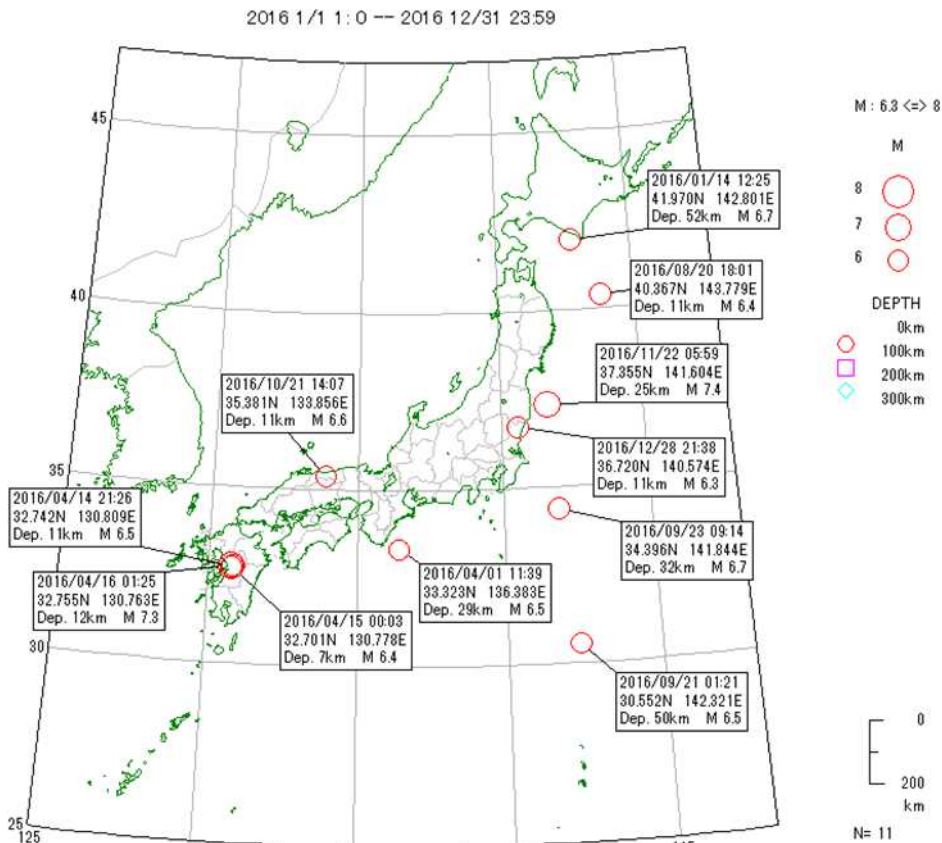 2016 1/1 1: 0 -- 2016 12/31 23:59
45
40
35
30
25
125
M : 6.3 <=> 8
M
8
7
6
DEPTH
0km
100km
200km
300km
2016/01/14 12:25
41.970N 142.801E
Dep. 52km M 6.7
2016/08/20 18:01
40.367N 143.779E
Dep. 11km M 6.4
2016/11/22 05:59
37.355N 141.604E
Dep. 25km M 7.4
2016/10/21 14:07
35.381N 133.856E
Dep. 11km M 6.6
2016/12/28 21:38
36.720N 140.574E
Dep. 11km M 6.3
2016/04/14 21:26
32.742N 130.809E
Dep. 11km M 6.5
2016/09/23 09:14
34.396N 141.844E
Dep. 32km M 6.7
2016/04/16 01:25
32.755N 130.763E
Dep. 12km M 7.3
2016/04/01 11:39
33.323N 136.383E
Dep. 29km M 6.5
2016/04/15 00:03
32.701N 130.778E
Dep. 7km M 6.4
2016/09/21 01:21
30.552N 142.321E
Dep. 50km M 6.5
0
200
km
N= 11